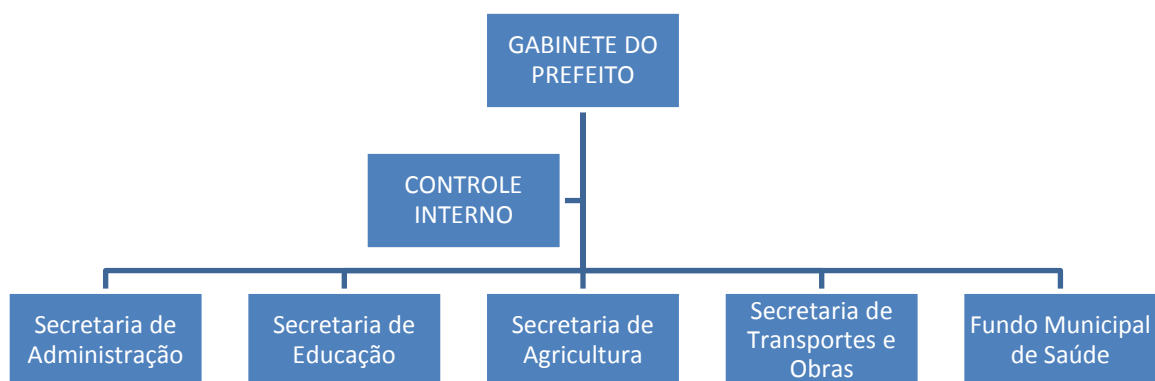 GABINETE DO
PREFEITO
CONTROLE
INTERNO
Secretaria de
Administração
Secretaria de
Educação
Secretaria de
Agricultura
Secretaria de
Transportes e
Obras
Fundo Municipal
de Saúde